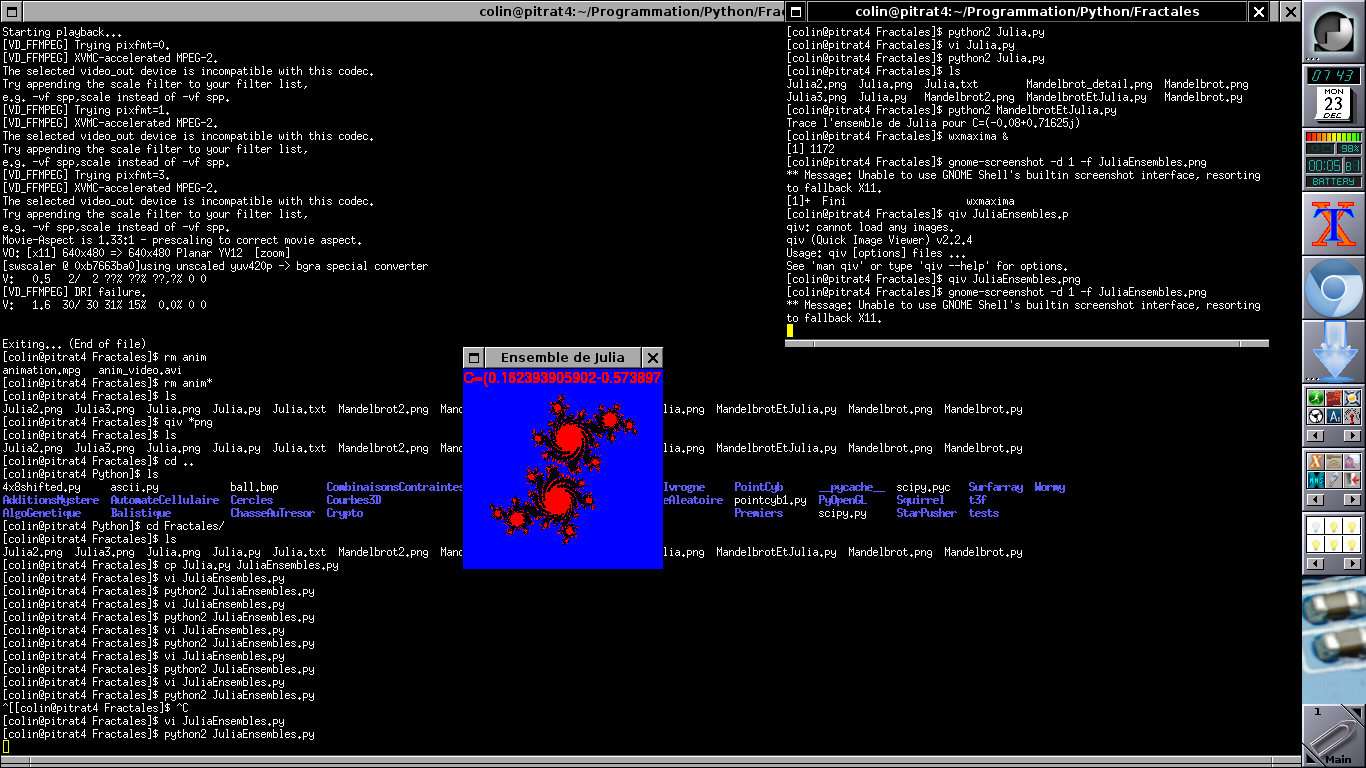 colin@pitrat4:~/Programmation/Python/Fra
Starting playback...
[VD_FFMPEG] Trying pixfmt=0.
[VD_FFMPEG] XVMC-accelerated MPEG-2.
The selected video_out device is incompatible with this codec.
Try appending the scale filter to your filter list,
e.g. -vf spp,scale instead of -vf spp.
[VD_FFMPEG] Trying pixfmt=1.
[VD_FFMPEG] XVMC-accelerated MPEG-2.
The selected video_out device is incompatible with this codec.
Try appending the scale filter to your filter list,
e.g. -vf spp,scale instead of -vf spp.
[VD_FFMPEG] Trying pixfmt=3.
[VD_FFMPEG] XVMC-accelerated MPEG-2.
The selected video_out device is incompatible with this codec.
Try appending the scale filter to your filter list,
e.g. -vf spp,scale instead of -vf spp.
Movie-Aspect is 1.33:1 - prescaling to correct movie aspect.
VO: [x11] 640x480 => 640x480 Planar YV12  [zoom]
[swscaler @ 0xb7663ba0]using unscaled yuv420p -> bgra special converter
V:   0.5   2/  2 ??% ??% ??,?% 0 0
[VD_FFMPEG] DRI failure.
V:   1.6  30/ 30 31% 15%  0.0% 0 0
Exiting... (End of file)
[colin@pitrat4 Fractales]$ rm anim
animation.mpg   anim_video.avi
[colin@pitrat4 Fractales]$ rm anim*
[colin@pitrat4 Fractales]$ ls
Julia2.png  Julia3.png  Julia.png  Julia.py  Julia.txt  Mandelbrot2.png  Man ia.png  MandelbrotEtJulia.py  Mandelbrot.png  Mandelbrot.py
[colin@pitrat4 Fractales]$ qiv *png
[colin@pitrat4 Fractales]$ ls
Julia2.png  Julia3.png  Julia.png  Julia.py  Julia.txt  Mandelbrot2.png  Man ia.png  MandelbrotEtJulia.py  Mandelbrot.png  Mandelbrot.py
[colin@pitrat4 Fractales]$ cd ..
[colin@pitrat4 Python]$ ls
4x8shifted.py  ascii.py  ball.bmp  CombinaisonsContraintes  Ivrogne  PointCyb  __pycache__  scipy.pyc  Surfarray  Wormy
AdditionsMystere  AutomateCellulaire  Cercles  Courbes3D  eAleatoire  pointcyb1.py  PyOpenGL  Squirrel  t3f
AlgoGenetique  Balistique  ChasseAuTresor  Crypto  Premiers  scipy.py  StarPusher  tests
[colin@pitrat4 Python]$ cd Fractales/
[colin@pitrat4 Fractales]$ ls
Julia2.png  Julia3.png  Julia.png  Julia.py  Julia.txt  Mandelbrot2.png  Man ia.png  MandelbrotEtJulia.py  Mandelbrot.png  Mandelbrot.py
[colin@pitrat4 Fractales]$ cp Julia.py JuliaEnsembles.py
[colin@pitrat4 Fractales]$ vi JuliaEnsembles.py
[colin@pitrat4 Fractales]$ python2 JuliaEnsembles.py
[colin@pitrat4 Fractales]$ vi JuliaEnsembles.py
[colin@pitrat4 Fractales]$ python2 JuliaEnsembles.py
[colin@pitrat4 Fractales]$ vi JuliaEnsembles.py
[colin@pitrat4 Fractales]$ python2 JuliaEnsembles.py
[colin@pitrat4 Fractales]$ vi JuliaEnsembles.py
[colin@pitrat4 Fractales]$ python2 JuliaEnsembles.py
[colin@pitrat4 Fractales]$ vi JuliaEnsembles.py
[colin@pitrat4 Fractales]$ python2 JuliaEnsembles.py
^[[colin@pitrat4 Fractales]$ ^C
[colin@pitrat4 Fractales]$ vi JuliaEnsembles.py
[colin@pitrat4 Fractales]$ python2 JuliaEnsembles.py
Ensemble de Julia
C=(0.162393905902-0.573897
colin@pitrat4:~/Programmation/Python/Fractales
[colin@pitrat4 Fractales]$ python2 Julia.py
[colin@pitrat4 Fractales]$ vi Julia.py
[colin@pitrat4 Fractales]$ python2 Julia.py
[colin@pitrat4 Fractales]$ ls
Julia2.png  Julia.png  Julia.txt  Mandelbrot_detail.png  Mandelbrot.png
Julia3.png  Julia.py  Mandelbrot2.png  MandelbrotEtJulia.py  Mandelbrot.py
[colin@pitrat4 Fractales]$ python2 MandelbrotEtJulia.py
Trace l'ensemble de Julia pour C=(-0.08+0.71625j)
[colin@pitrat4 Fractales]$ wxmaxima &
[1] 1172
[colin@pitrat4 Fractales]$ gnome-screenshot -d 1 -f JuliaEnsembles.png
** Message: Unable to use GNOME Shell's builtin screenshot interface, resorting
to fallback X11.
[1]+  Fini                    wxmaxima
[colin@pitrat4 Fractales]$ qiv JuliaEnsembles.p
qiv: cannot load any images.
qiv (Quick Image Viewer) v2.2.4
Usage: qiv [options] files ...
See 'man qiv' or type 'qiv --help' for options.
[colin@pitrat4 Fractales]$ qiv JuliaEnsembles.png
[colin@pitrat4 Fractales]$ gnome-screenshot -d 1 -f JuliaEnsembles.png
** Message: Unable to use GNOME Shell's builtin screenshot interface, resorting
to fallback X11.
07 43
MON
23
DEC
98%
00:05 B1
BATTERY
1
Main